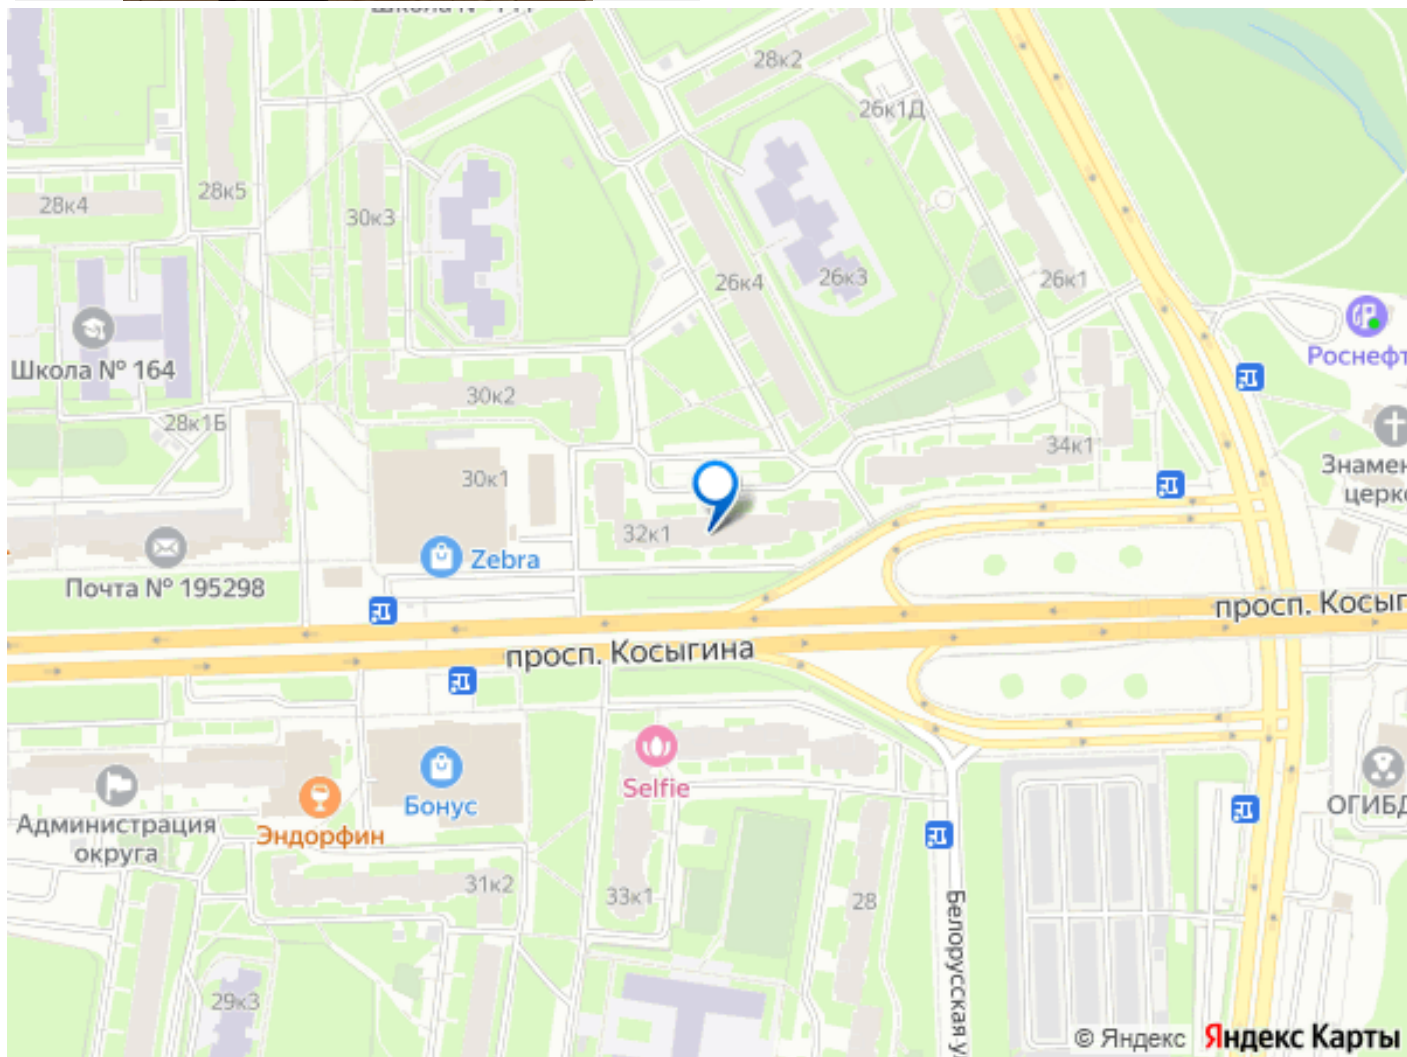 28к2
26к1Д
28к5
28к4
30к3
26к4
26к3
26к1
Школа № 164
Роснефт
30к2
28к1Б
34к1
30к1
Знамен
церко
32к1
Zebra
Почта № 195298
просп. Косыг
просп. Косыгина
Selfie
Бонус
Администрация
округа
Эндорфин
ОГИБД
31к2
33к1
28
Белорусская у
29к3
© Яндекс Яндекс Карты